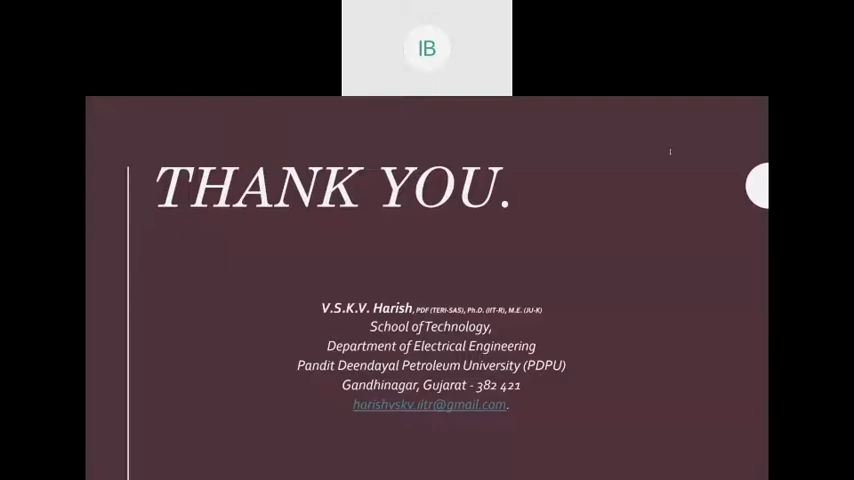 IB
THANK YOU.
V.S.K.V. Harish, PDF (TERI-SAS), Ph.D. (IIT-R), M.E. (JU-K)
School of Technology,
Department of Electrical Engineering
Pandit Deendayal Petroleum University (PDPU)
Gandhinagar, Gujarat - 382 421
harishvskv.iitr@gmail.com.